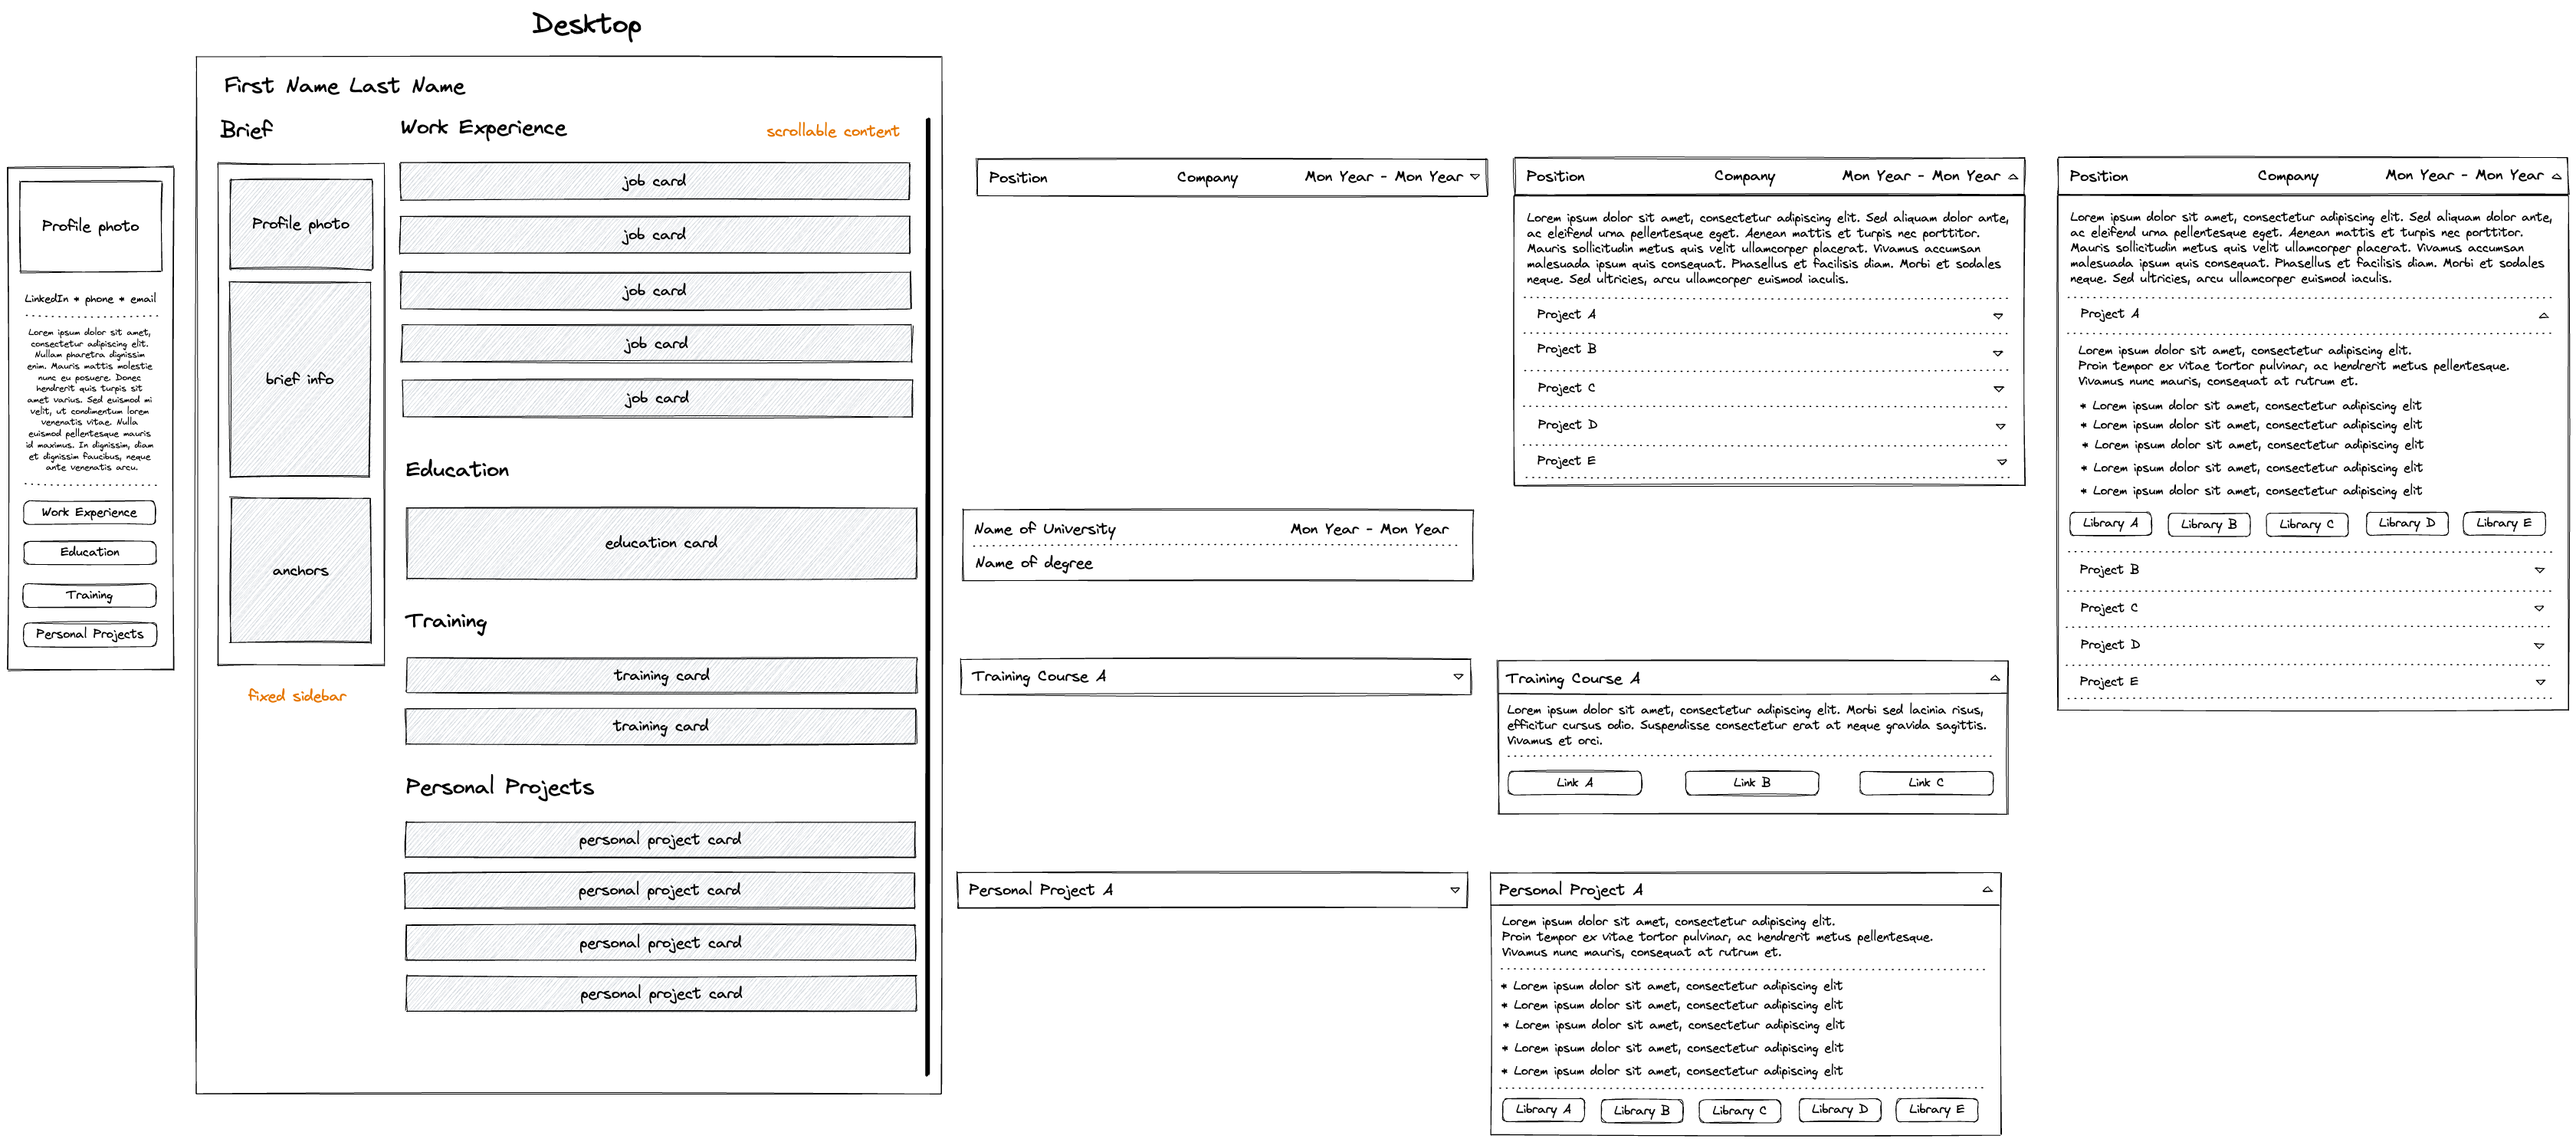 Desktop
Profile photo
LinkedIn * phone * email
Lorem ipsum dolor sit amet,
consectetur adipiscing elit.
Nullam pharetra dignissim
enim. Mauris mattis molestie
nunc eu posuere. Donec
hendrerit quis turpis sit
amet varius. Sed euismod mi
velit, ut condimentum lorem
venenatis vitae. Nulla
euismod pellentesque mauris
id maximus. In dignissim, diam
et dignissim faucibus, neque
ante venenatis arcu.
Work Experience
Education
Training
Personal Projects
First Name Last Name
Brief
Profile photo
brief info
anchors
fixed sidebar
Work Experience
scrollable content
job card
job card
job card
job card
job card
Education
education card
Training
training card
training card
Personal Projects
personal project card
personal project card
personal project card
personal project card
Position Company Mon Year - Mon Year
Name of University Mon Year - Mon Year
Name of degree
Training Course A
Personal Project A
Position Company Mon Year - Mon Year
Lorem ipsum dolor sit amet, consectetur adipiscing elit. Sed aliquam dolor ante,
ac eleifend urna pellentesque eget. Aenean mattis et turpis nec porttitor.
Mauris sollicitudin metus quis velit ullamcorper placerat. Vivamus accumsan
malesuada ipsum quis consequat. Phasellus et facilisis diam. Morbi et sodales
neque. Sed ultricies, arcu ullamcorper euismod iaculis.
Project A
Project B
Project C
Project D
Project E
Training Course A
Lorem ipsum dolor sit amet, consectetur adipiscing elit. Morbi sed lacinia risus,
efficitur cursus odio. Suspendisse consectetur erat at neque gravida sagittis.
Vivamus et orci.
Link A Link B Link C
Personal Project A
Lorem ipsum dolor sit amet, consectetur adipiscing elit.
Proin tempor ex vitae tortor pulvinar, ac hendrerit metus pellentesque.
Vivamus nunc mauris, consequat at rutrum et.
* Lorem ipsum dolor sit amet, consectetur adipiscing elit
* Lorem ipsum dolor sit amet, consectetur adipiscing elit
* Lorem ipsum dolor sit amet, consectetur adipiscing elit
* Lorem ipsum dolor sit amet, consectetur adipiscing elit
* Lorem ipsum dolor sit amet, consectetur adipiscing elit
Library A Library B Library C Library D Library E
Position Company Mon Year - Mon Year
Lorem ipsum dolor sit amet, consectetur adipiscing elit. Sed aliquam dolor ante,
ac eleifend urna pellentesque eget. Aenean mattis et turpis nec porttitor.
Mauris sollicitudin metus quis velit ullamcorper placerat. Vivamus accumsan
malesuada ipsum quis consequat. Phasellus et facilisis diam. Morbi et sodales
neque. Sed ultricies, arcu ullamcorper euismod iaculis.
Project A
Lorem ipsum dolor sit amet, consectetur adipiscing elit.
Proin tempor ex vitae tortor pulvinar, ac hendrerit metus pellentesque.
Vivamus nunc mauris, consequat at rutrum et.
* Lorem ipsum dolor sit amet, consectetur adipiscing elit
* Lorem ipsum dolor sit amet, consectetur adipiscing elit
* Lorem ipsum dolor sit amet, consectetur adipiscing elit
* Lorem ipsum dolor sit amet, consectetur adipiscing elit
* Lorem ipsum dolor sit amet, consectetur adipiscing elit
Library A Library B Library C Library D Library E
Project B
Project C
Project D
Project E